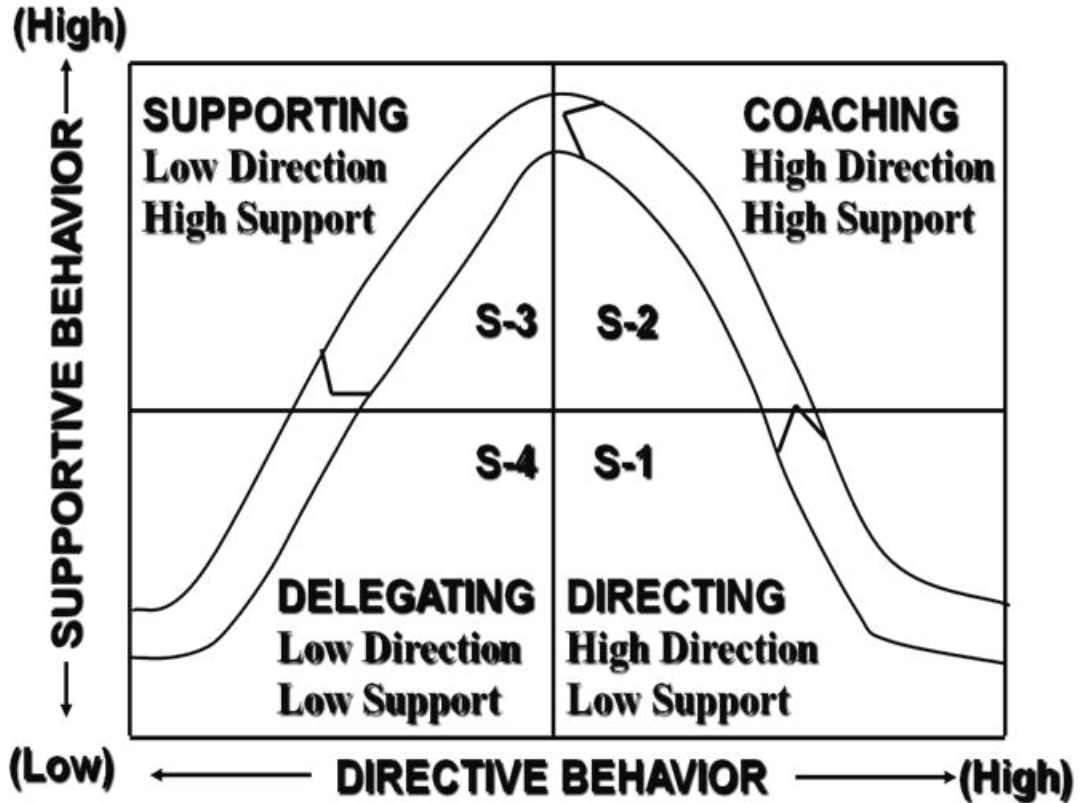 (High)
SUPPORTIVE BEHAVIOR
SUPPORTING
Low Direction
High Support
COACHING
High Direction
High Support
S-3
S-2
S-4
S-1
DELEGATING
Low Direction
Low Support
DIRECTING
High Direction
Low Support
(Low)
DIRECTIVE BEHAVIOR
(High)